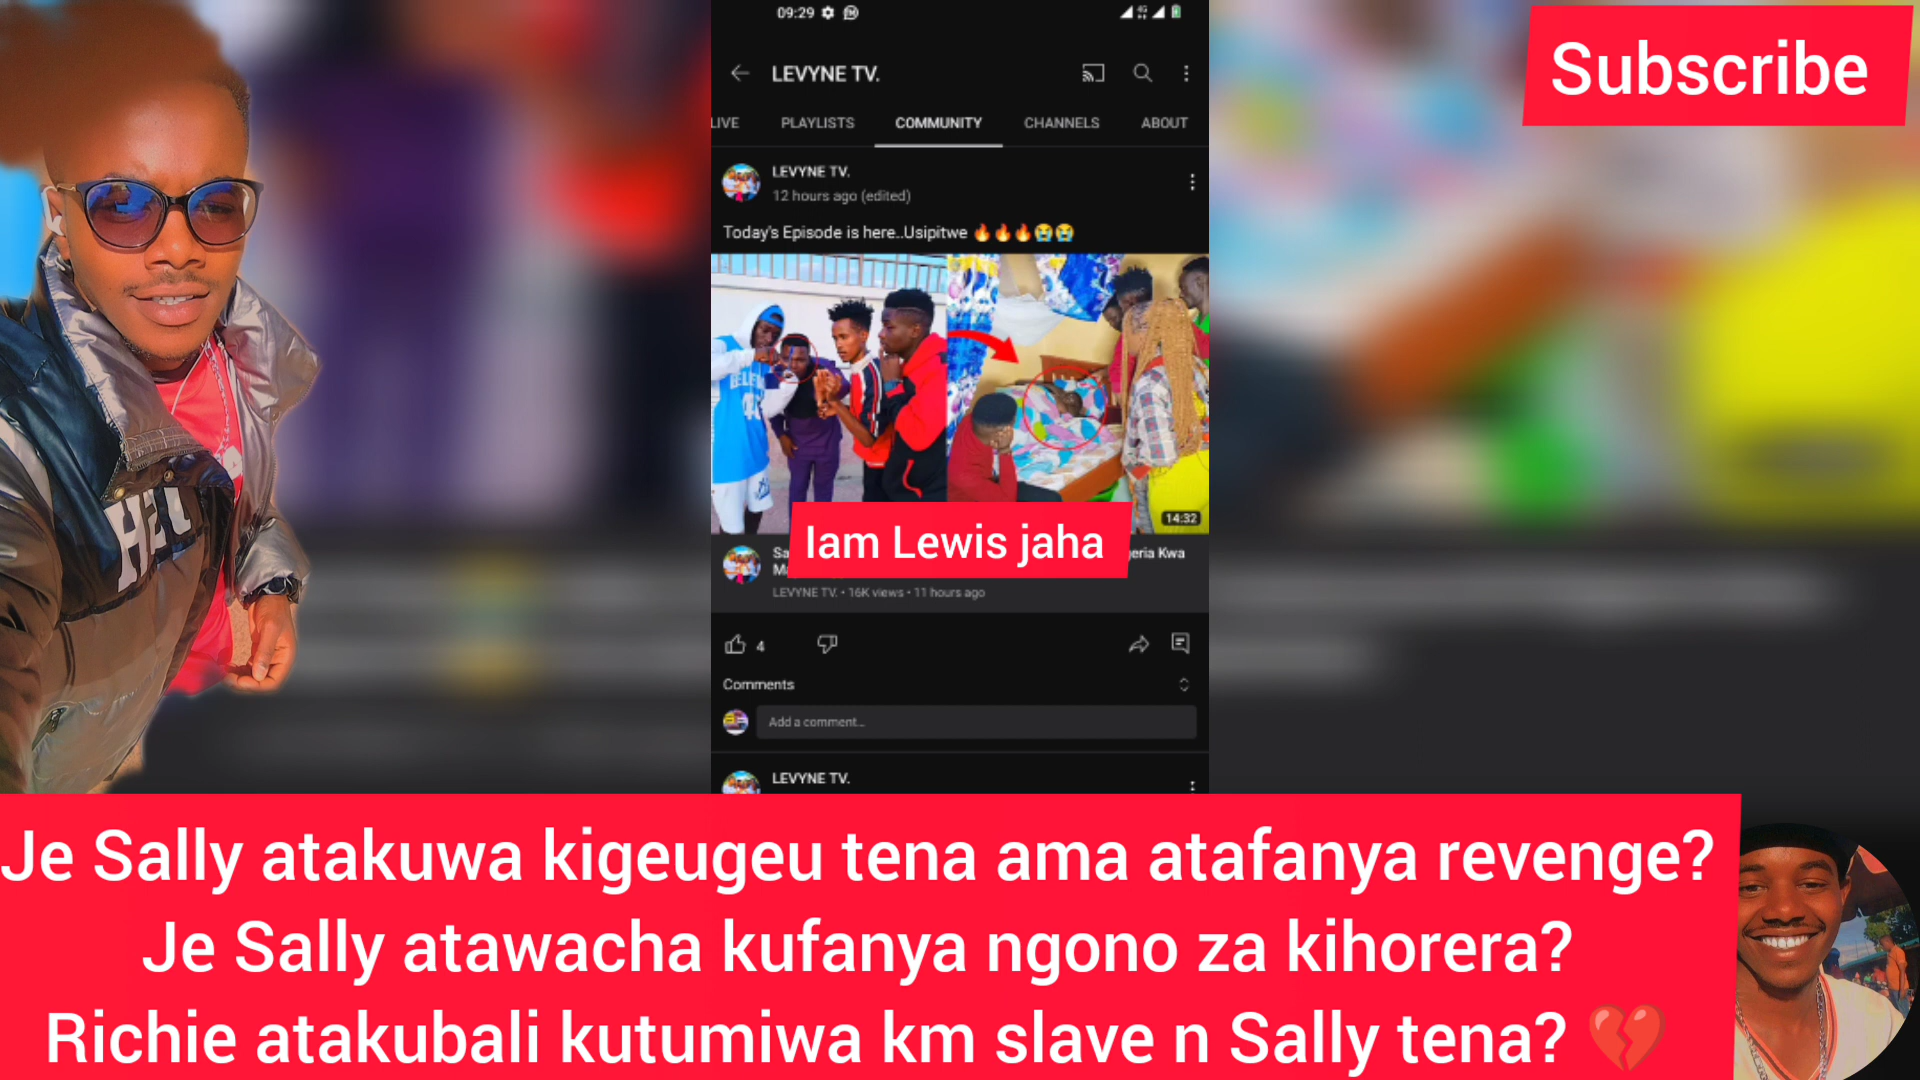 09:29
4G
Subscribe
LEVYNE TV.
LIVE PLAYLISTS COMMUNITY CHANNELS ABOUT
LEVYNE TV.
12 hours ago (edited)
Today's Episode is here..Usipitwe 🔥🔥🔥😭😭
14:32
Iam Lewis jaha
Kwa
LEVYNE TV. • 16K views • 11 hours ago
4
Comments
Add a comment...
LEVYNE TV.
Je Sally atakuwa kigeugeu tena ama atafanya revenge?
Je Sally atawacha kufanya ngono za kihorera?
Richie atakubali kutumiwa km slave n Sally tena? 💔